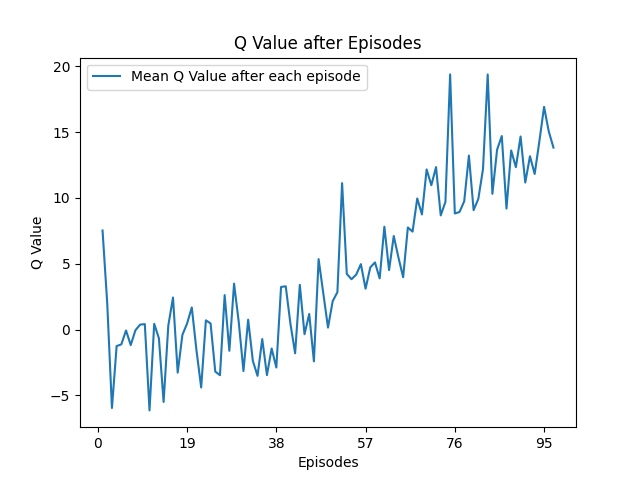 Q Value after Episodes
Mean Q Value after each episode
20
15
10
5
0
−5
Q Value
0 19 38 57 76 95
Episodes